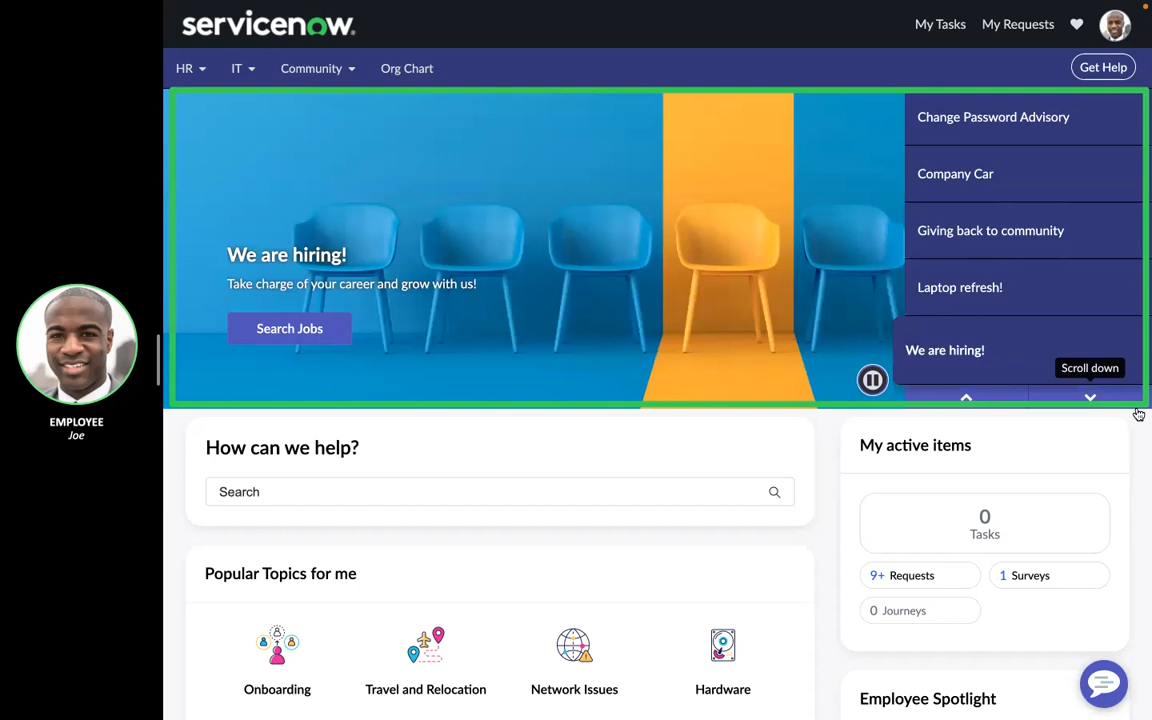 servicenow
My Tasks
My Requests
HR
IT
Community
Org Chart
Get Help
We are hiring!
Take charge of your career and grow with us!
Search Jobs
Change Password Advisory
Company Car
Giving back to community
Laptop refresh!
We are hiring!
Scroll down
EMPLOYEE
Joe
How can we help?
Search
Popular Topics for me
Onboarding
Travel and Relocation
Network Issues
Hardware
My active items
0
Tasks
9+ Requests
1 Surveys
0 Journeys
Employee Spotlight